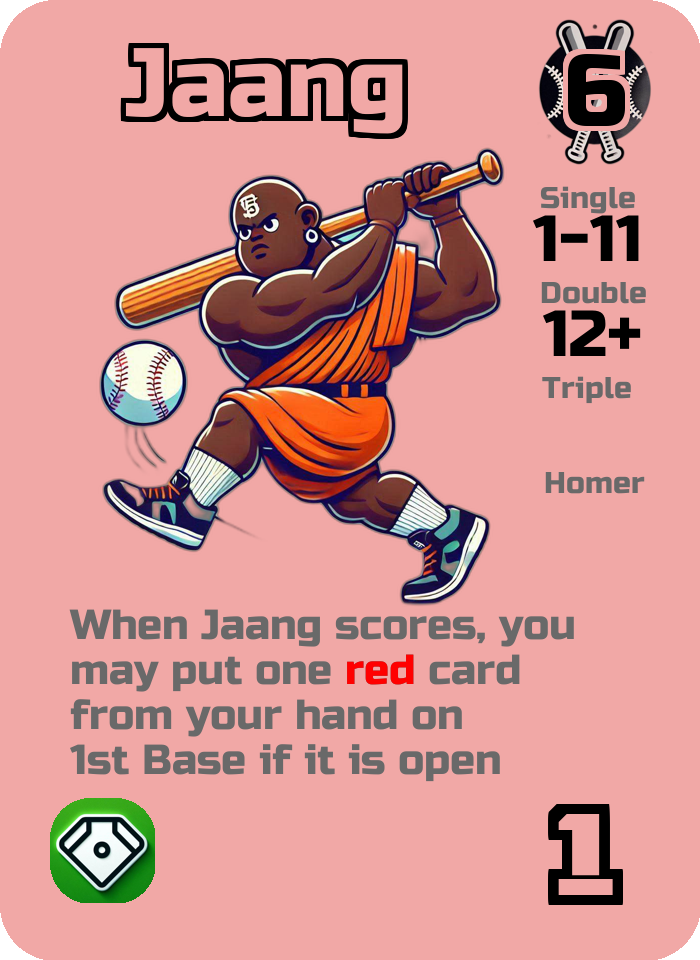 Jaang
6
Single
1-11
Double
12+
Triple
Homer
When Jaang scores, you
may put one red card
from your hand on
1st Base if it is open
1